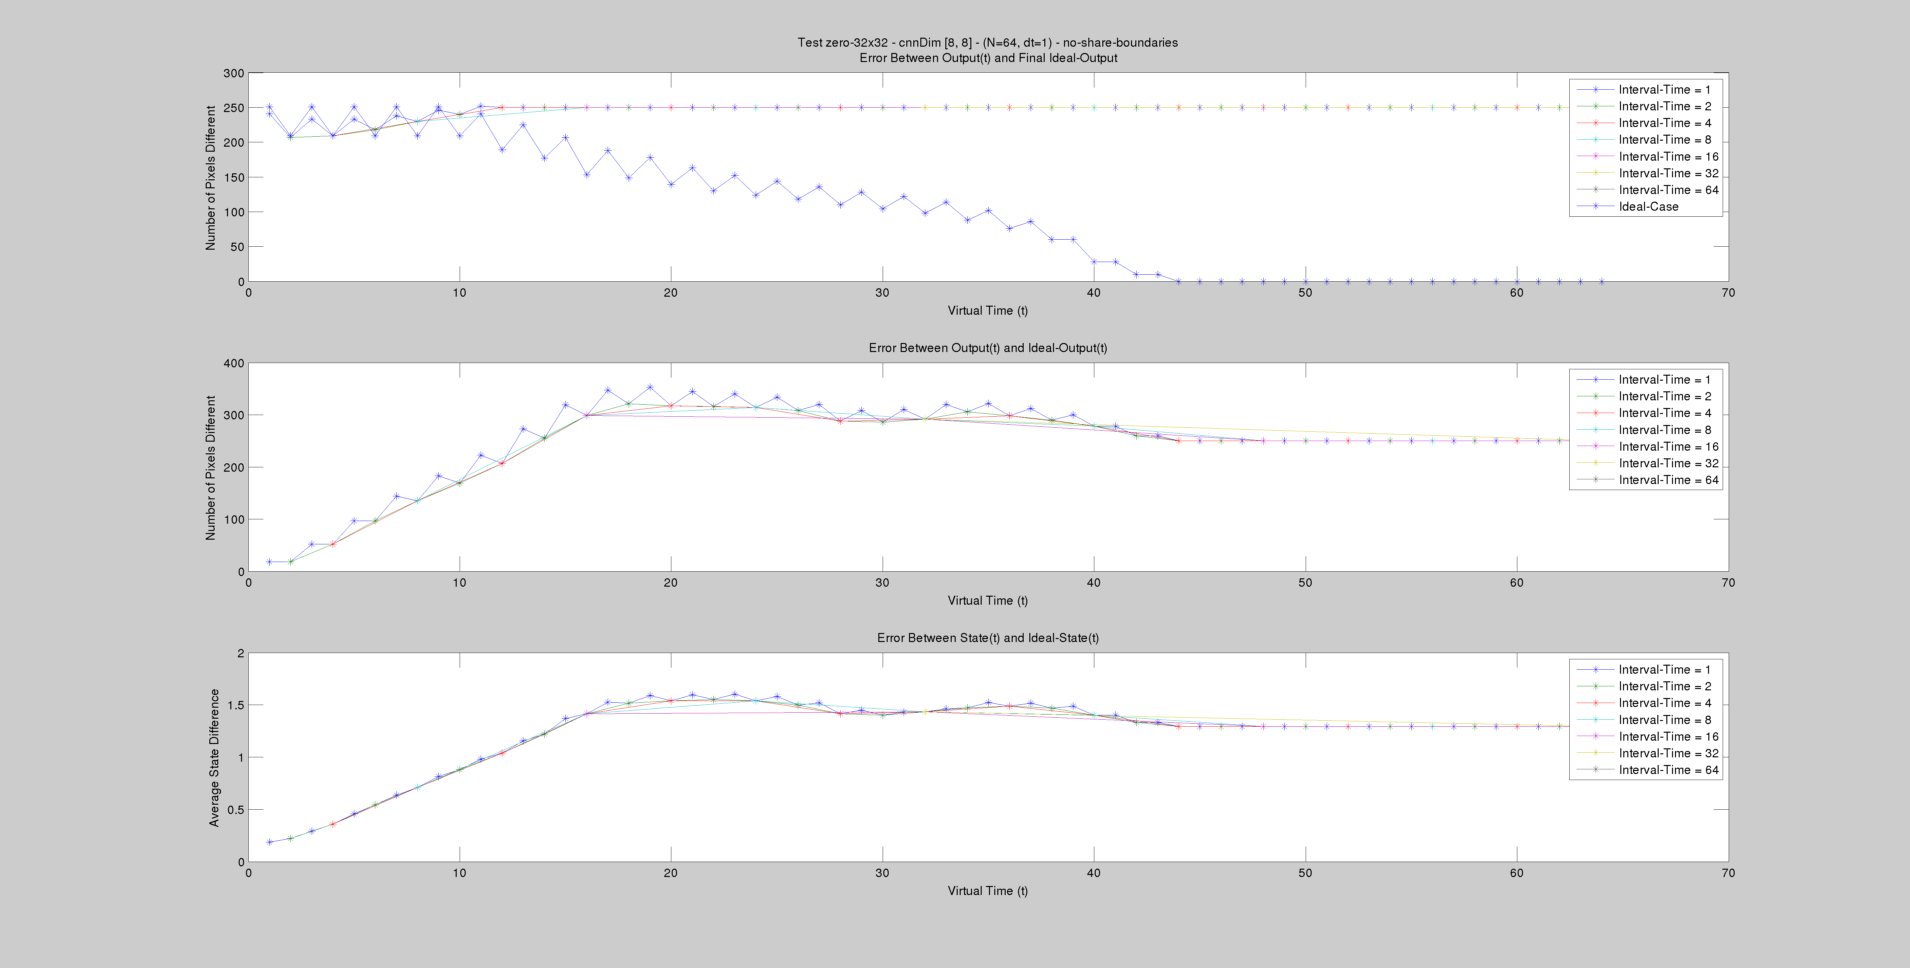 Test zero-32x32 - cnnDim [8, 8] - (N=64, dt=1) - no-share-boundaries
Error Between Output(t) and Final Ideal-Output
Number of Pixels Different
300
250
200
150
100
50
0
0 10 20 30 40 50 60 70
Virtual Time (t)
Interval-Time = 1
Interval-Time = 2
Interval-Time = 4
Interval-Time = 8
Interval-Time = 16
Interval-Time = 32
Interval-Time = 64
Ideal-Case
Error Between Output(t) and Ideal-Output(t)
Number of Pixels Different
400
300
200
100
0
0 10 20 30 40 50 60 70
Virtual Time (t)
Interval-Time = 1
Interval-Time = 2
Interval-Time = 4
Interval-Time = 8
Interval-Time = 16
Interval-Time = 32
Interval-Time = 64
Error Between State(t) and Ideal-State(t)
Average State Difference
2
1.5
1
0.5
0
0 10 20 30 40 50 60 70
Virtual Time (t)
Interval-Time = 1
Interval-Time = 2
Interval-Time = 4
Interval-Time = 8
Interval-Time = 16
Interval-Time = 32
Interval-Time = 64